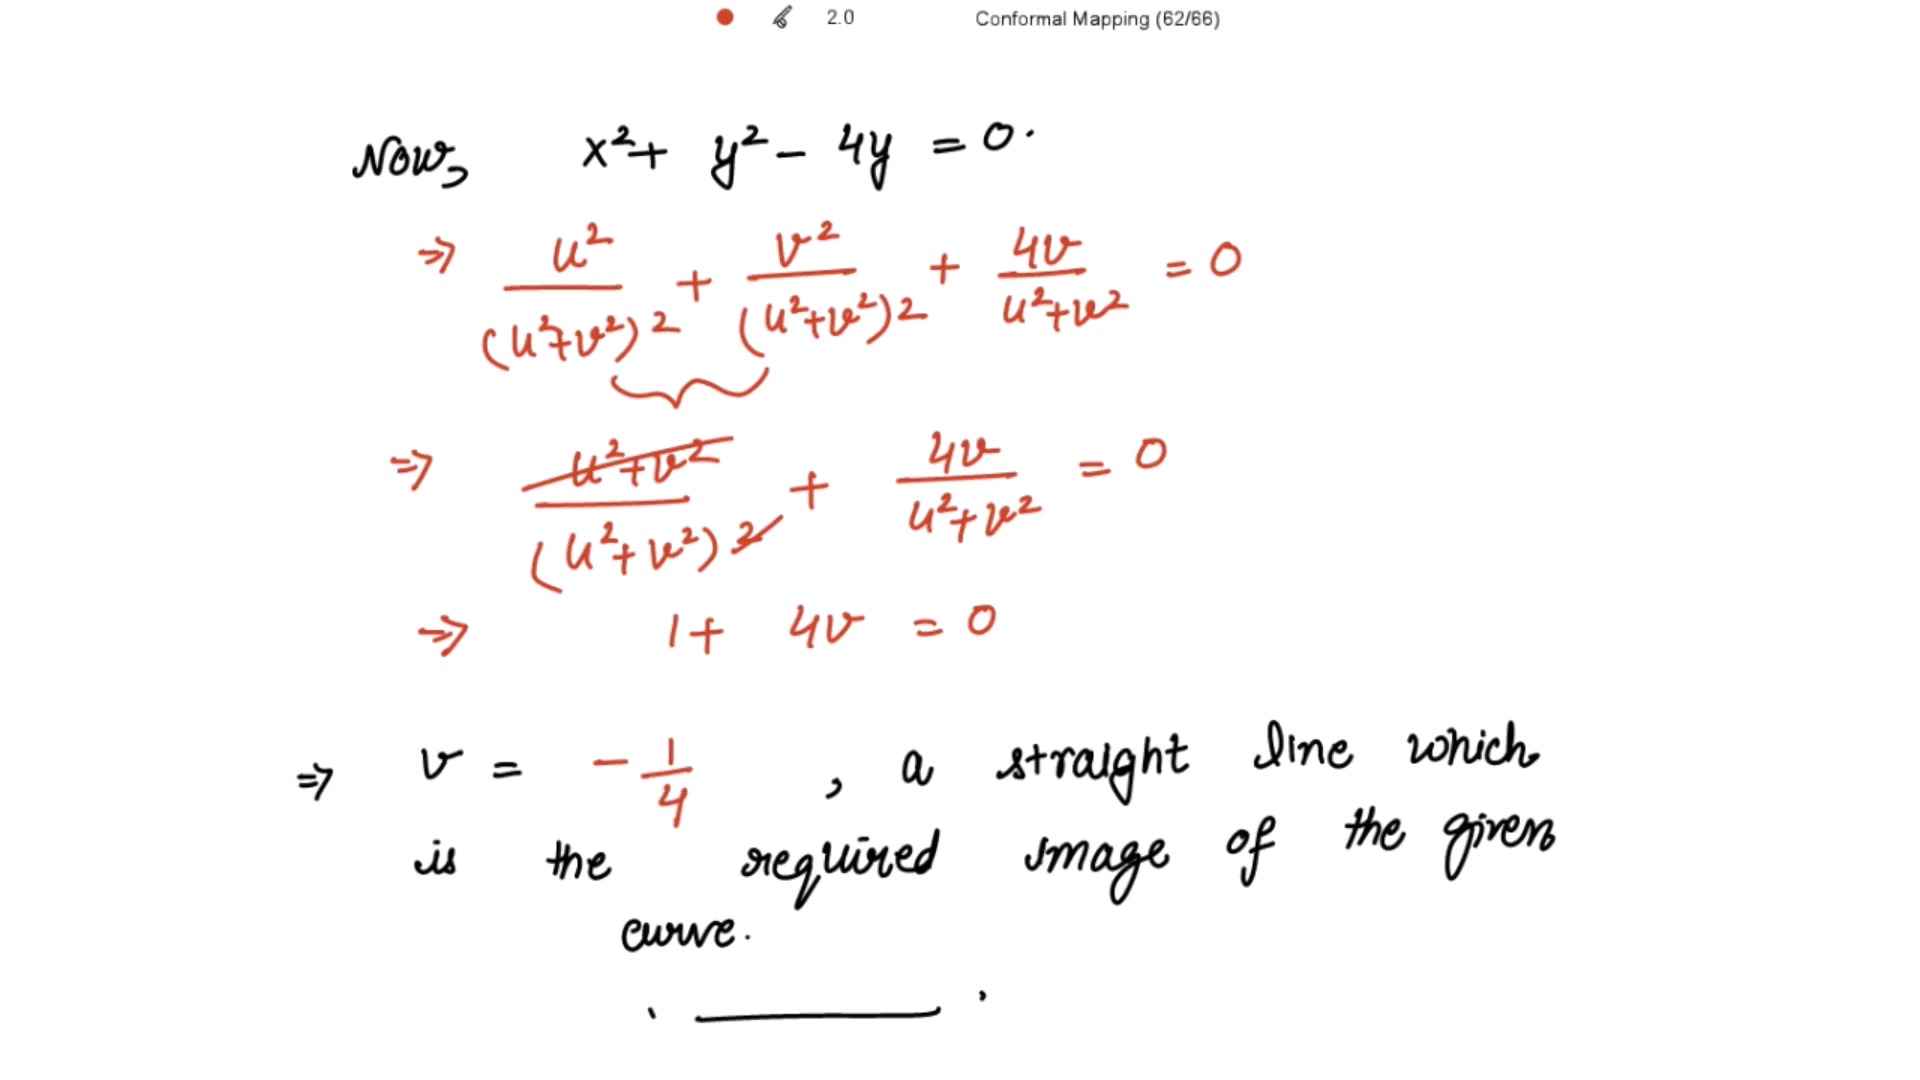 2.0 Conformal Mapping (62/66)
Now, x² + y² - 4y = 0.
⇒ u²/(u²+v²)² + v²/(u²+v²)² + 4v/(u²+v²) = 0
⇒ u²+v²/(u²+v²)² + 4v/(u²+v²) = 0
⇒ 1 + 4v = 0
⇒ v = - 1/4 , a straight line which
is the required image of the given
curve.